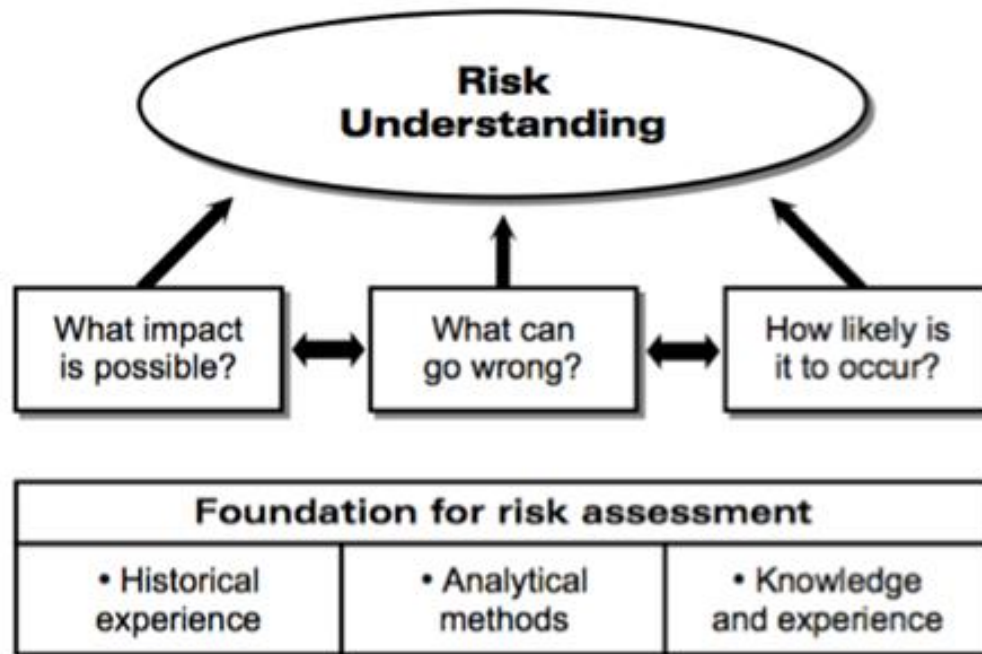 Risk
Understanding
What impact
is possible?
What can
go wrong?
How likely is
it to occur?
Foundation for risk assessment
• Historical
experience
• Analytical
methods
• Knowledge
and experience